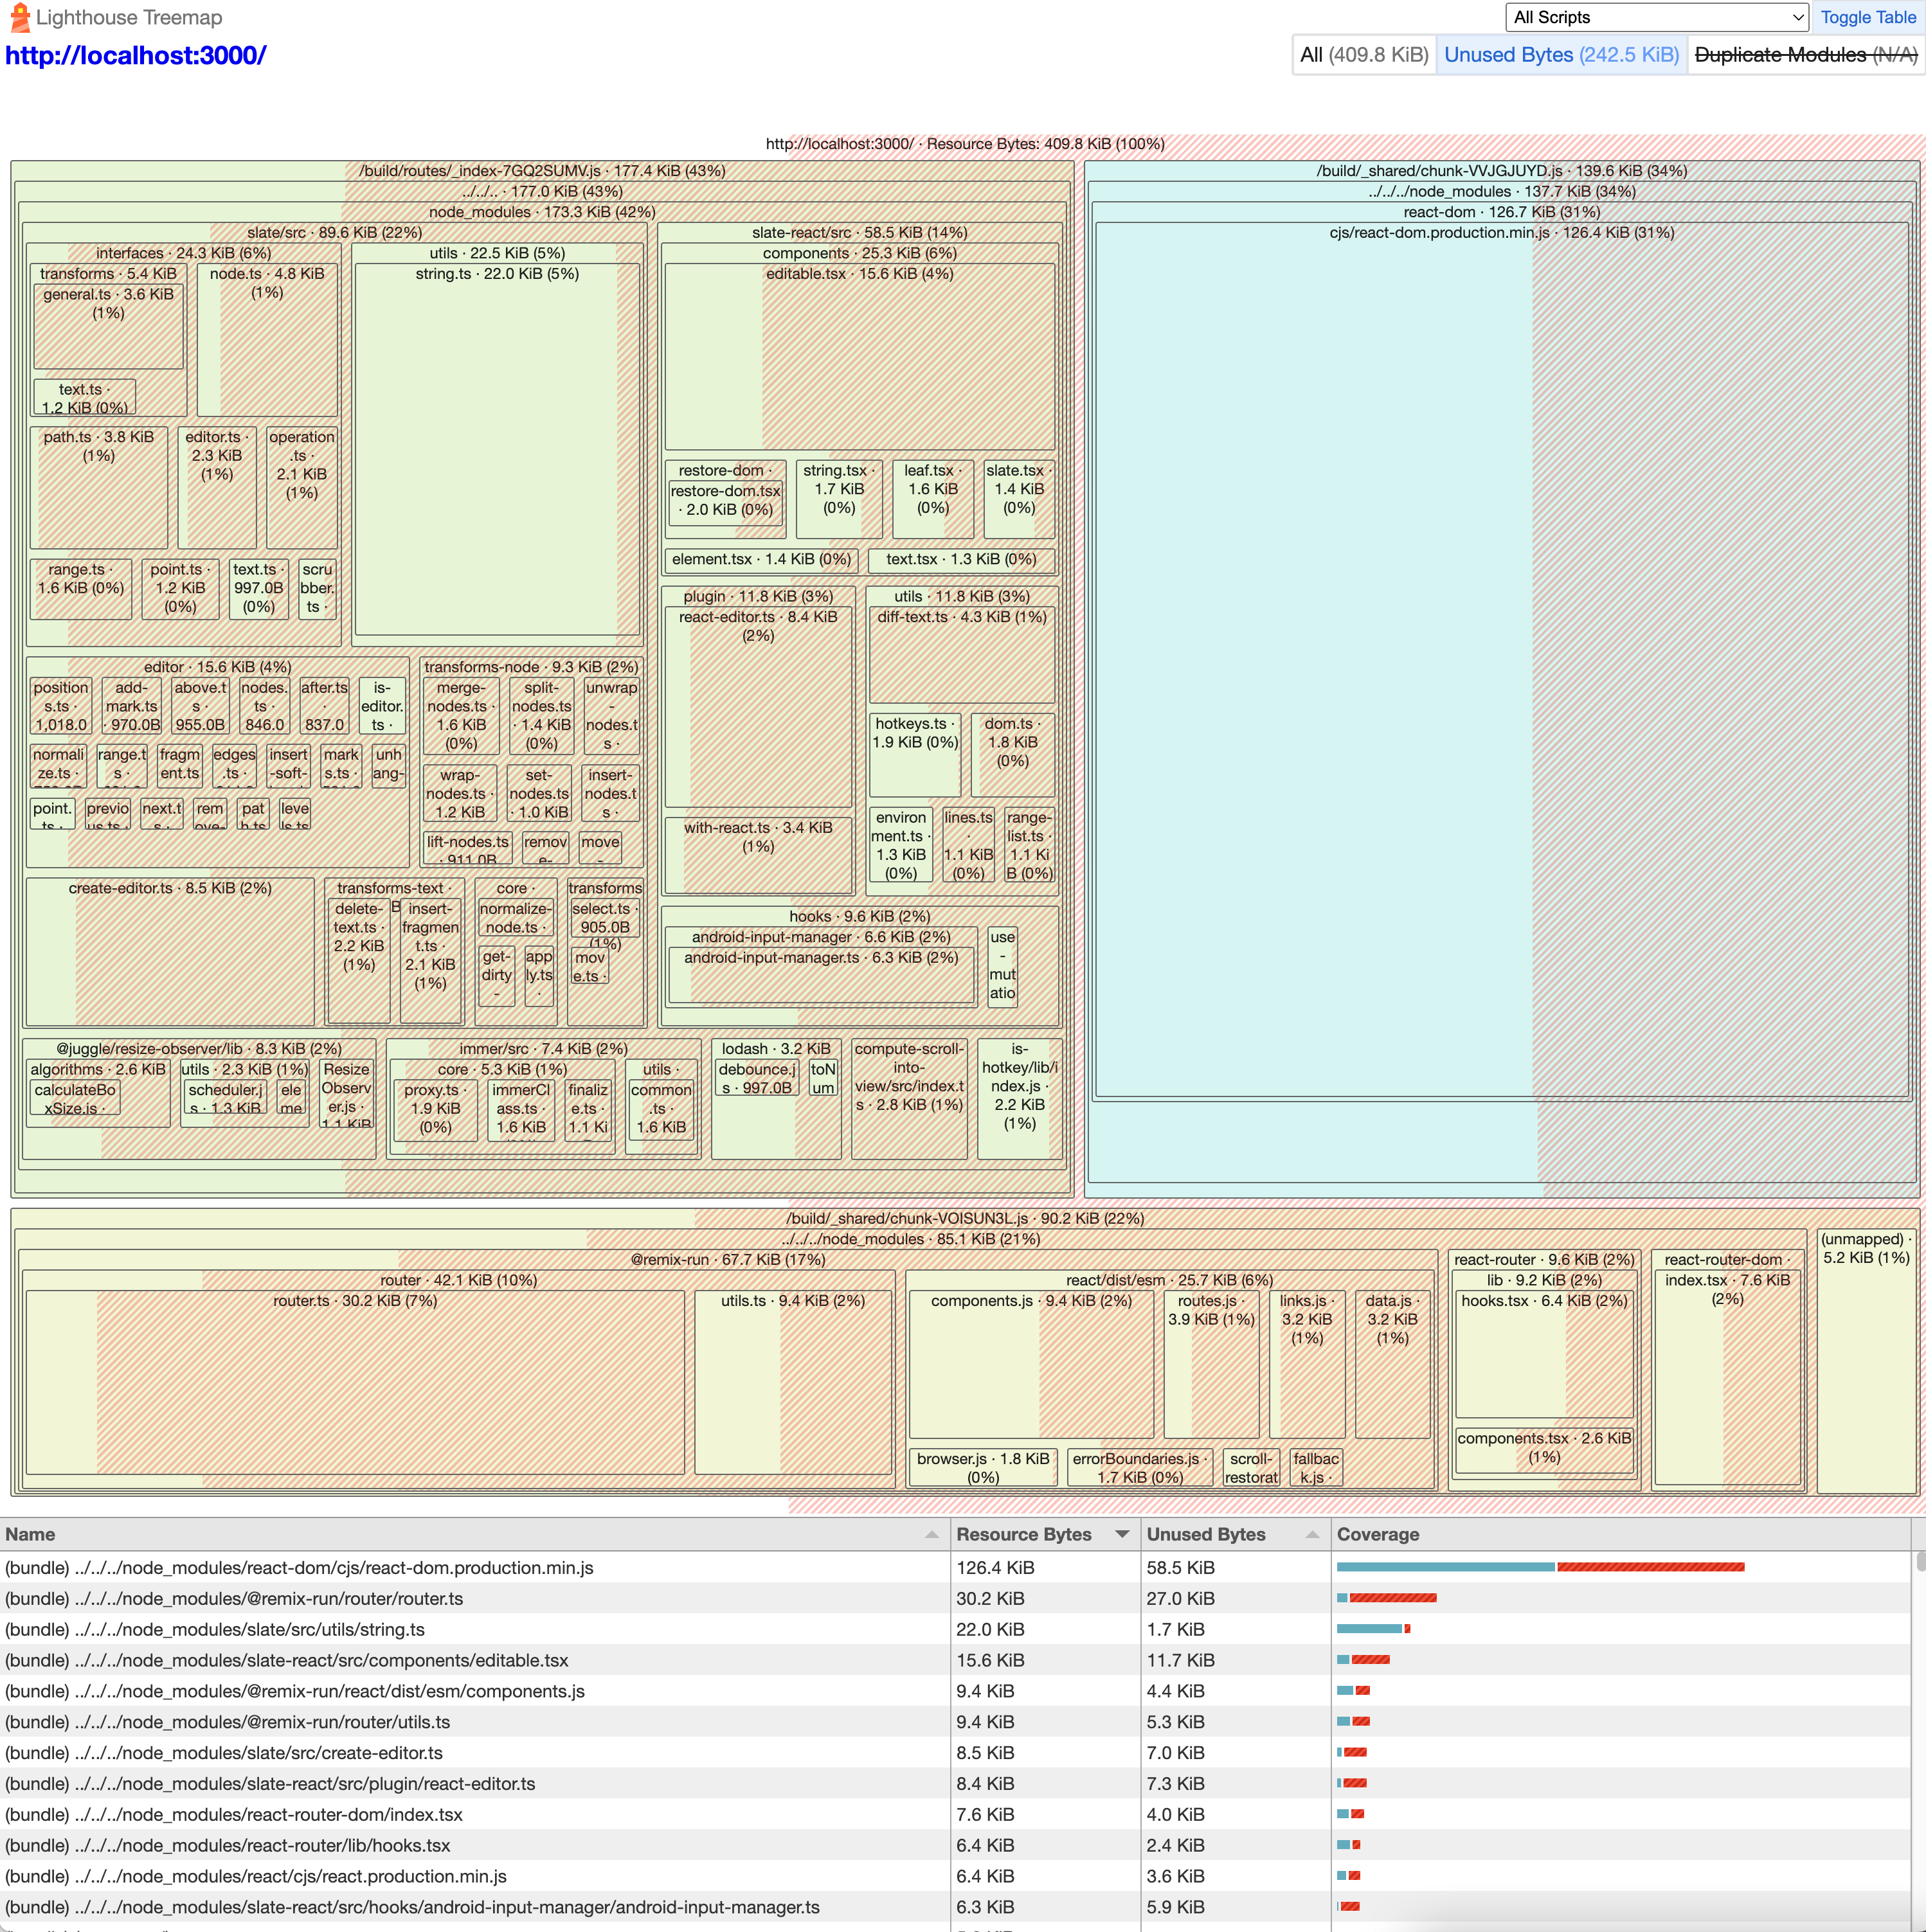 Lighthouse Treemap
All Scripts
Toggle Table
http://localhost:3000/
All (409.8 KiB)
Unused Bytes (242.5 KiB)
Duplicate Modules (N/A)
http://localhost:3000/ · Resource Bytes: 409.8 KiB (100%)
/build/routes/_index-7GQ2SUMV.js · 177.4 KiB (43%)
../../.. · 177.0 KiB (43%)
node_modules · 173.3 KiB (42%)
slate/src · 89.6 KiB (22%)
interfaces · 24.3 KiB (6%)
transforms · 5.4 KiB
general.ts · 3.6 KiB
(1%)
text.ts ·
1.2 KiB (0%)
node.ts · 4.8 KiB
(1%)
path.ts · 3.8 KiB
(1%)
editor.ts ·
2.3 KiB
(1%)
operation
.ts ·
2.1 KiB
(1%)
range.ts ·
1.6 KiB (0%)
point.ts ·
1.2 KiB
(0%)
text.ts ·
997.0B
(0%)
scru
bber.
ts ·
utils · 22.5 KiB (5%)
string.ts · 22.0 KiB (5%)
editor · 15.6 KiB (4%)
position
s.ts ·
1,018.0
add-
mark.ts
· 970.0B
above.t
s ·
955.0B
nodes.
ts ·
846.0
after.ts
·
837.0
is-
editor.
ts ·
normali
ze.ts ·
range.t
s ·
fragm
ent.ts
edges
.ts ·
insert
-soft-
mark
s.ts ·
unh
ang-
point.
ts ·
previo
us.ts ·
next.t
s ·
rem
ove-
pat
h.ts
leve
ls.ts
transforms-node · 9.3 KiB (2%)
merge-
nodes.ts ·
1.6 KiB
(0%)
split-
nodes.ts
· 1.4 KiB
(0%)
unwrap
-
nodes.t
s ·
wrap-
nodes.ts ·
1.2 KiB
set-
nodes.ts
· 1.0 KiB
insert-
nodes.t
s ·
lift-nodes.ts
· 911.0B
remov
e-
move
-
create-editor.ts · 8.5 KiB (2%)
transforms-text ·
B
delete-
text.ts ·
2.2 KiB
(1%)
insert-
fragmen
t.ts ·
2.1 KiB
(1%)
core ·
normalize-
node.ts ·
get-
dirty
-
app
ly.ts
·
transforms
select.ts ·
905.0B
(1%)
mov
e.ts ·
slate-react/src · 58.5 KiB (14%)
components · 25.3 KiB (6%)
editable.tsx · 15.6 KiB (4%)
restore-dom ·
restore-dom.tsx
· 2.0 KiB (0%)
string.tsx ·
1.7 KiB
(0%)
leaf.tsx ·
1.6 KiB
(0%)
slate.tsx ·
1.4 KiB
(0%)
element.tsx · 1.4 KiB (0%)
text.tsx · 1.3 KiB (0%)
plugin · 11.8 KiB (3%)
react-editor.ts · 8.4 KiB
(2%)
with-react.ts · 3.4 KiB
(1%)
utils · 11.8 KiB (3%)
diff-text.ts · 4.3 KiB (1%)
hotkeys.ts ·
1.9 KiB (0%)
dom.ts ·
1.8 KiB
(0%)
environ
ment.ts ·
1.3 KiB
(0%)
lines.ts
·
1.1 KiB
(0%)
range-
list.ts ·
1.1 Ki
B (0%)
hooks · 9.6 KiB (2%)
android-input-manager · 6.6 KiB (2%)
android-input-manager.ts · 6.3 KiB (2%)
use
-
mut
atio
@juggle/resize-observer/lib · 8.3 KiB (2%)
algorithms · 2.6 KiB
calculateBo
xSize.js ·
utils · 2.3 KiB (1%)
scheduler.j
s · 1.3 KiB
ele
me
Resize
Observ
er.js ·
1.1 KiB
immer/src · 7.4 KiB (2%)
core · 5.3 KiB (1%)
proxy.ts ·
1.9 KiB
(0%)
immerCl
ass.ts ·
1.6 KiB
finaliz
e.ts ·
1.1 Ki
utils ·
common
.ts ·
1.6 KiB
lodash · 3.2 KiB
debounce.j
s · 997.0B
toN
um
compute-scroll-
into-
view/src/index.t
s · 2.8 KiB (1%)
is-
hotkey/lib/i
ndex.js ·
2.2 KiB
(1%)
/build/_shared/chunk-VVJGJUYD.js · 139.6 KiB (34%)
../../../node_modules · 137.7 KiB (34%)
react-dom · 126.7 KiB (31%)
cjs/react-dom.production.min.js · 126.4 KiB (31%)
/build/_shared/chunk-VOISUN3L.js · 90.2 KiB (22%)
../../../node_modules · 85.1 KiB (21%)
@remix-run · 67.7 KiB (17%)
router · 42.1 KiB (10%)
router.ts · 30.2 KiB (7%)
utils.ts · 9.4 KiB (2%)
react/dist/esm · 25.7 KiB (6%)
components.js · 9.4 KiB (2%)
routes.js ·
3.9 KiB (1%)
links.js ·
3.2 KiB
(1%)
data.js ·
3.2 KiB
(1%)
browser.js · 1.8 KiB
(0%)
errorBoundaries.js ·
1.7 KiB (0%)
scroll-
restorat
fallbac
k.js ·
react-router · 9.6 KiB (2%)
lib · 9.2 KiB (2%)
hooks.tsx · 6.4 KiB (2%)
components.tsx · 2.6 KiB
(1%)
react-router-dom ·
index.tsx · 7.6 KiB
(2%)
(unmapped) ·
5.2 KiB (1%)
Name Resource Bytes Unused Bytes Coverage
(bundle) ../../../node_modules/react-dom/cjs/react-dom.production.min.js 126.4 KiB 58.5 KiB
(bundle) ../../../node_modules/@remix-run/router/router.ts 30.2 KiB 27.0 KiB
(bundle) ../../../node_modules/slate/src/utils/string.ts 22.0 KiB 1.7 KiB
(bundle) ../../../node_modules/slate-react/src/components/editable.tsx 15.6 KiB 11.7 KiB
(bundle) ../../../node_modules/@remix-run/react/dist/esm/components.js 9.4 KiB 4.4 KiB
(bundle) ../../../node_modules/@remix-run/router/utils.ts 9.4 KiB 5.3 KiB
(bundle) ../../../node_modules/slate/src/create-editor.ts 8.5 KiB 7.0 KiB
(bundle) ../../../node_modules/slate-react/src/plugin/react-editor.ts 8.4 KiB 7.3 KiB
(bundle) ../../../node_modules/react-router-dom/index.tsx 7.6 KiB 4.0 KiB
(bundle) ../../../node_modules/react-router/lib/hooks.tsx 6.4 KiB 2.4 KiB
(bundle) ../../../node_modules/react/cjs/react.production.min.js 6.4 KiB 3.6 KiB
(bundle) ../../../node_modules/slate-react/src/hooks/android-input-manager/android-input-manager.ts 6.3 KiB 5.9 KiB